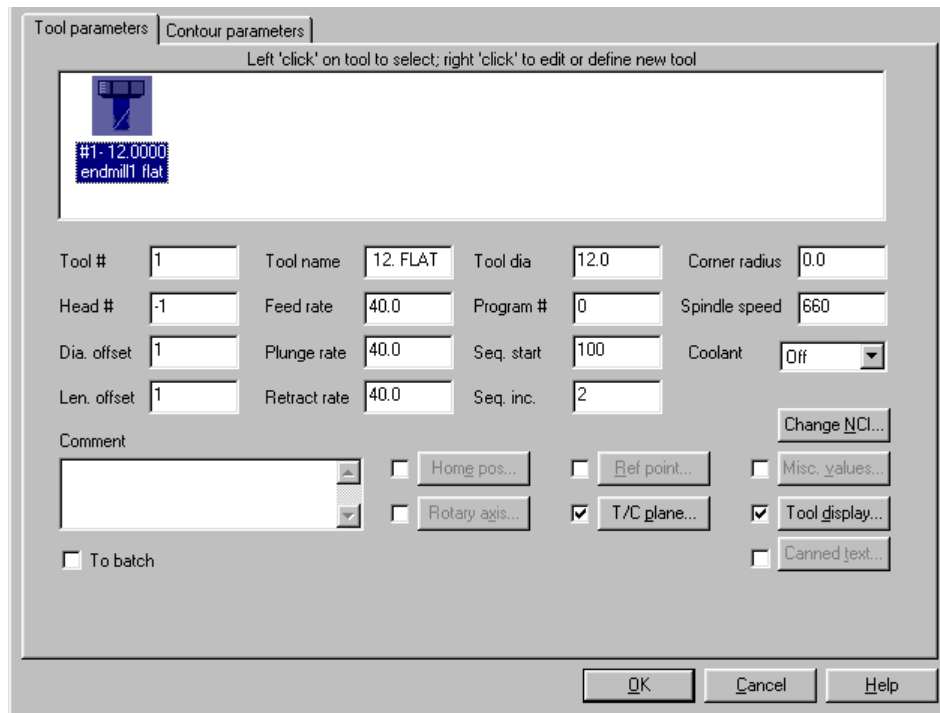 Tool parameters Contour parameters
Left 'click' on tool to select; right 'click' to edit or define new tool
#1- 12.0000
endmill1 flat
Tool # 1 Tool name 12. FLAT Tool dia 12.0 Corner radius 0.0
Head # -1 Feed rate 40.0 Program # 0 Spindle speed 660
Dia. offset 1 Plunge rate 40.0 Seq. start 100 Coolant Off
Len. offset 1 Retract rate 40.0 Seq. inc. 2
Change NCI...
Comment
Home pos... Ref point... Misc. values...
Rotary axis... T/C plane... Tool display...
To batch Canned text...
OK Cancel Help